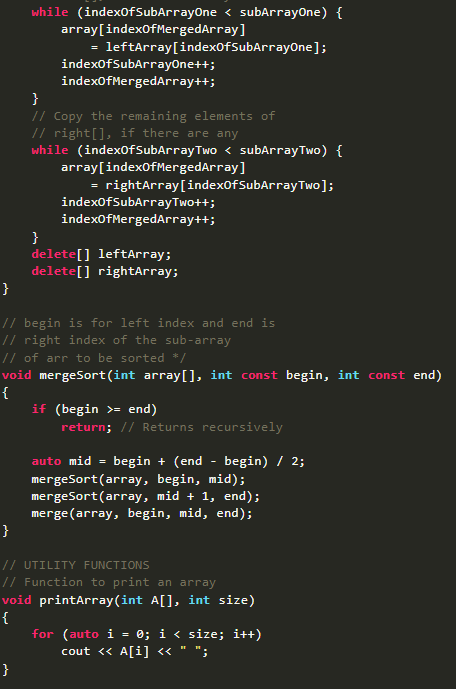 while (indexOfSubArrayOne < subArrayOne) {
array[indexOfMergedArray]
= leftArray[indexOfSubArrayOne];
indexOfSubArrayOne++;
indexOfMergedArray++;
}
// Copy the remaining elements of
// right[], if there are any
while (indexOfSubArrayTwo < subArrayTwo) {
array[indexOfMergedArray]
= rightArray[indexOfSubArrayTwo];
indexOfSubArrayTwo++;
indexOfMergedArray++;
}
delete[] leftArray;
delete[] rightArray;
}
// begin is for left index and end is
// right index of the sub-array
// of arr to be sorted */
void mergeSort(int array[], int const begin, int const end)
{
if (begin >= end)
return; // Returns recursively
auto mid = begin + (end - begin) / 2;
mergeSort(array, begin, mid);
mergeSort(array, mid + 1, end);
merge(array, begin, mid, end);
}
// UTILITY FUNCTIONS
// Function to print an array
void printArray(int A[], int size)
{
for (auto i = 0; i < size; i++)
cout << A[i] << " ";
}